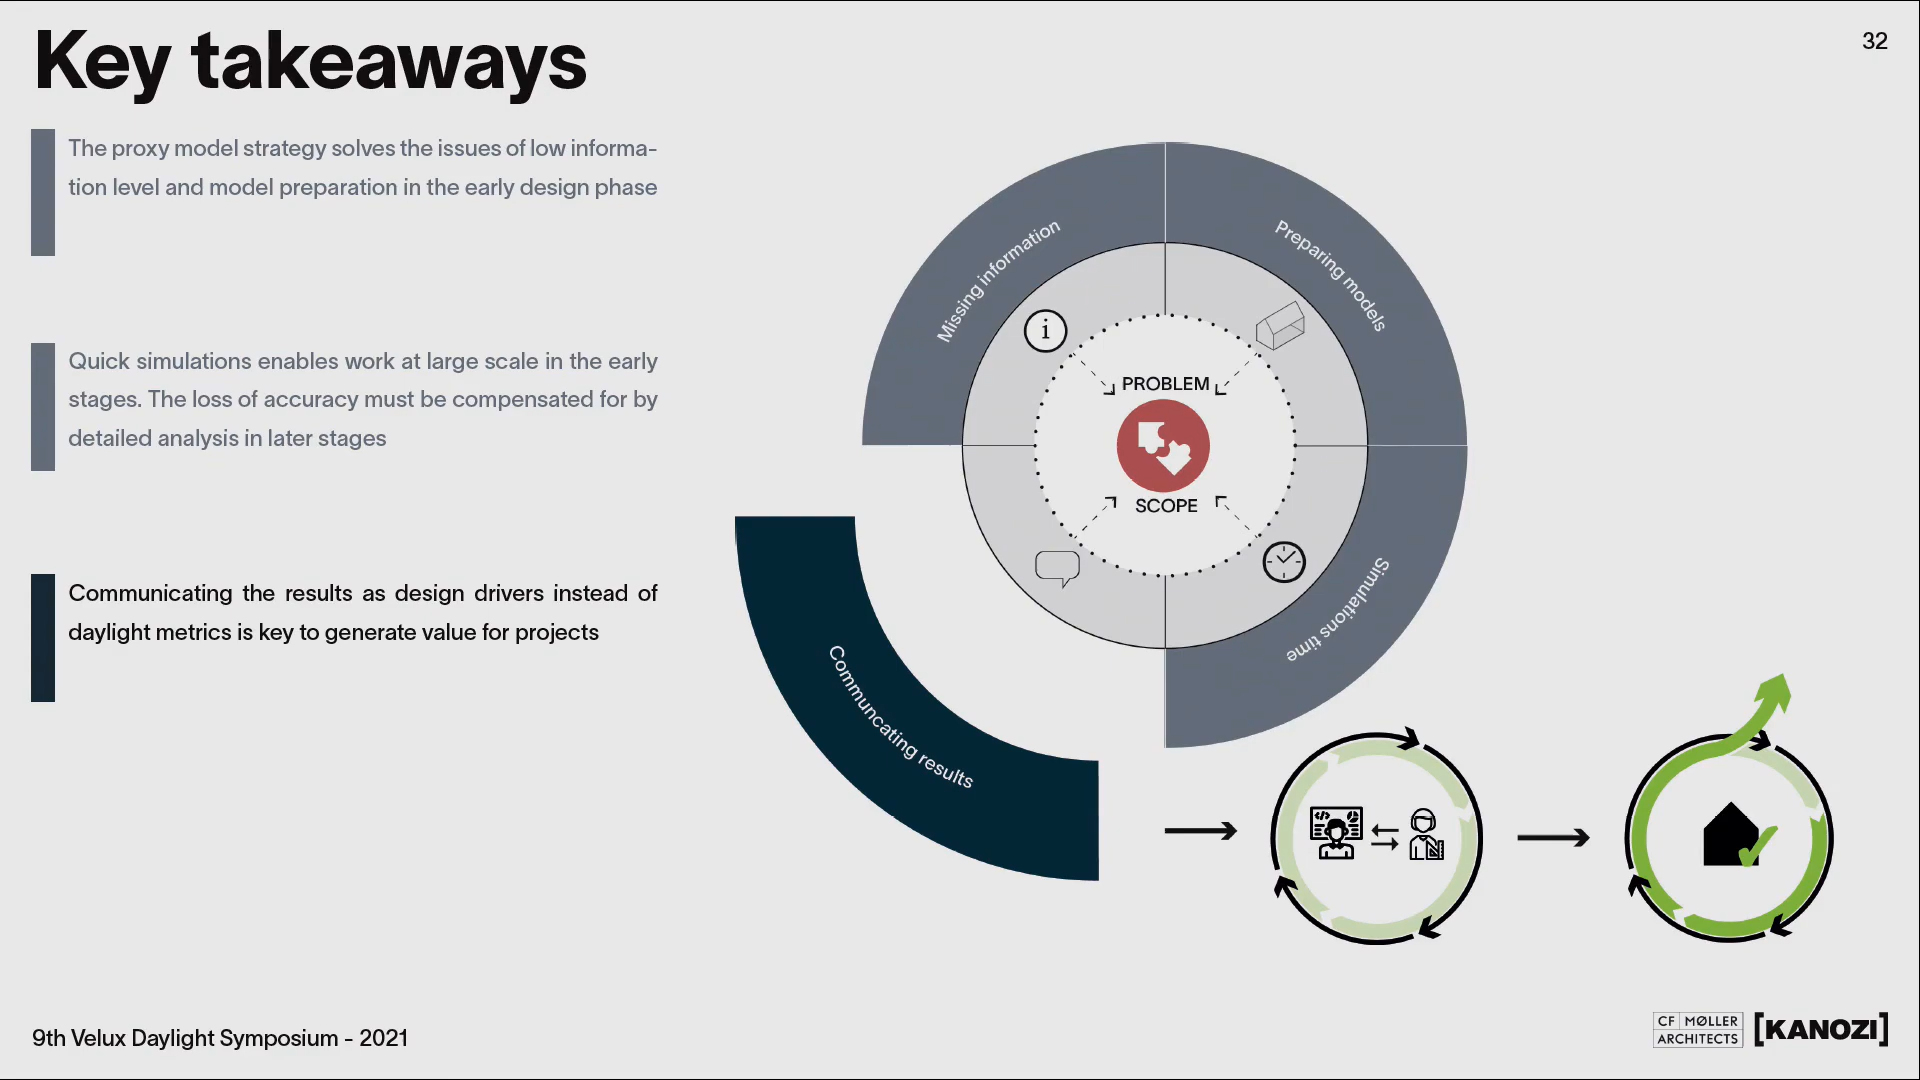 Key takeaways
32
The proxy model strategy solves the issues of low informa-
tion level and model preparation in the early design phase
Quick simulations enables work at large scale in the early
stages. The loss of accuracy must be compensated for by
detailed analysis in later stages
Communicating the results as design drivers instead of
daylight metrics is key to generate value for projects
Missing information
Preparing models
i
PROBLEM
SCOPE
Simulations time
Communcating results
</>
9th Velux Daylight Symposium - 2021
CF MØLLER
ARCHITECTS
[KANOZI]